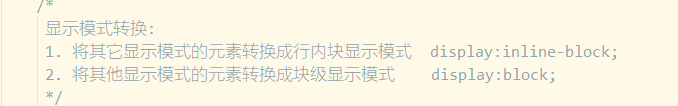 /*
显示模式转换:
1. 将其它显示模式的元素转换成行内块显示模式 display:inline-block;
2. 将其他显示模式的元素转换成块级显示模式 display:block;
*/